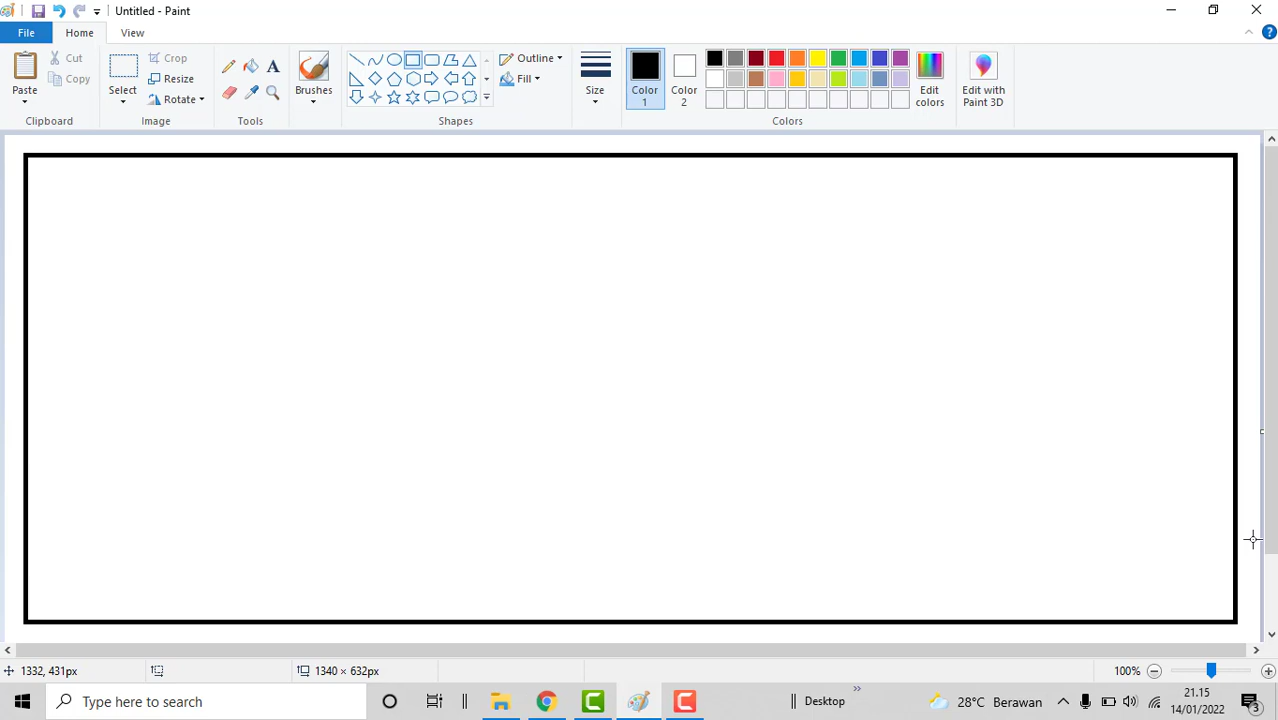 Untitled - Paint
File
Home
View
Paste
Cut
Copy
Clipboard
Select
Crop
Resize
Rotate
Image
A
Tools
Brushes
Shapes
Outline
Fill
Size
Color 1
Color 2
Colors
Edit colors
Edit with Paint 3D
1332, 431px
1340 × 632px
100%
Type here to search
Desktop
28°C Berawan
21.15
14/01/2022
3